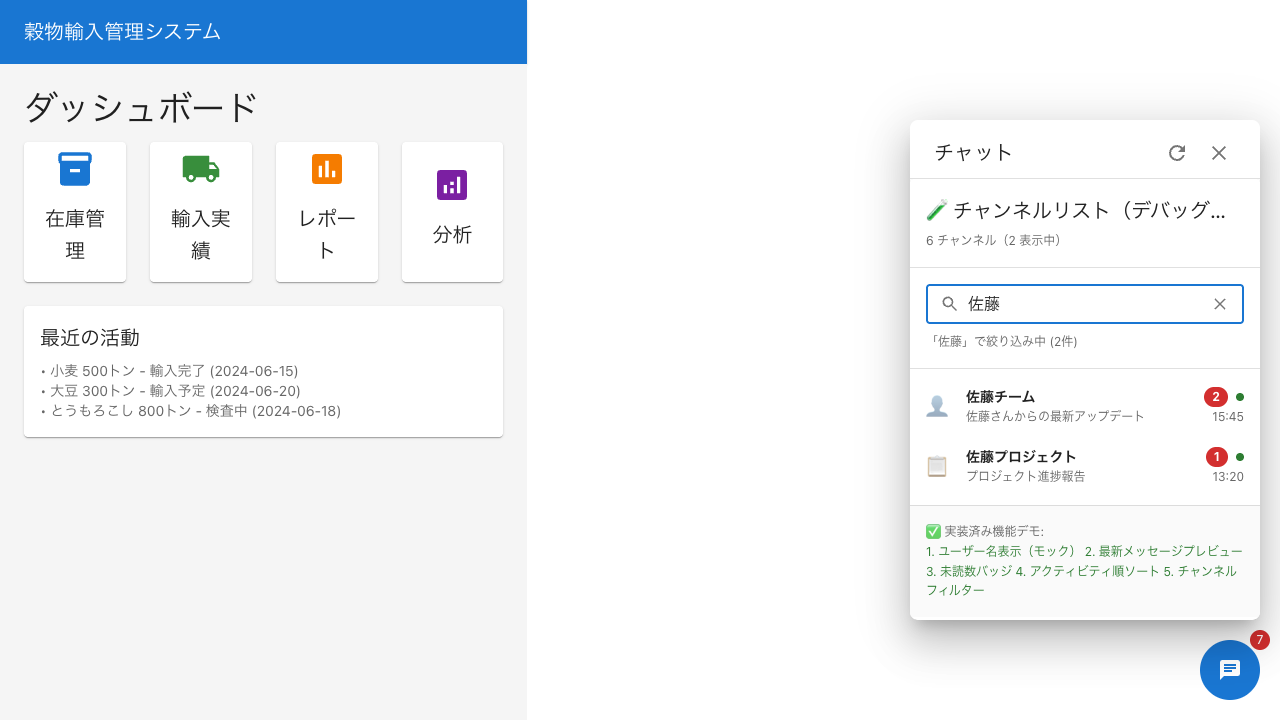 穀物輸入管理システム
ダッシュボード
在庫管
理
輸入実
績
レポー
ト
分析
最近の活動
• 小麦 500トン - 輸入完了 (2024-06-15)
• 大豆 300トン - 輸入予定 (2024-06-20)
• とうもろこし 800トン - 検査中 (2024-06-18)
チャット
チャンネルリスト（デバッグ...
6 チャンネル（2 表示中）
佐藤
「佐藤」で絞り込み中 (2件)
佐藤チーム 2
佐藤さんからの最新アップデート 15:45
佐藤プロジェクト 1
プロジェクト進捗報告 13:20
✅ 実装済み機能デモ:
1. ユーザー名表示（モック） 2. 最新メッセージプレビュー
3. 未読数バッジ 4. アクティビティ順ソート 5. チャンネル
フィルター
7